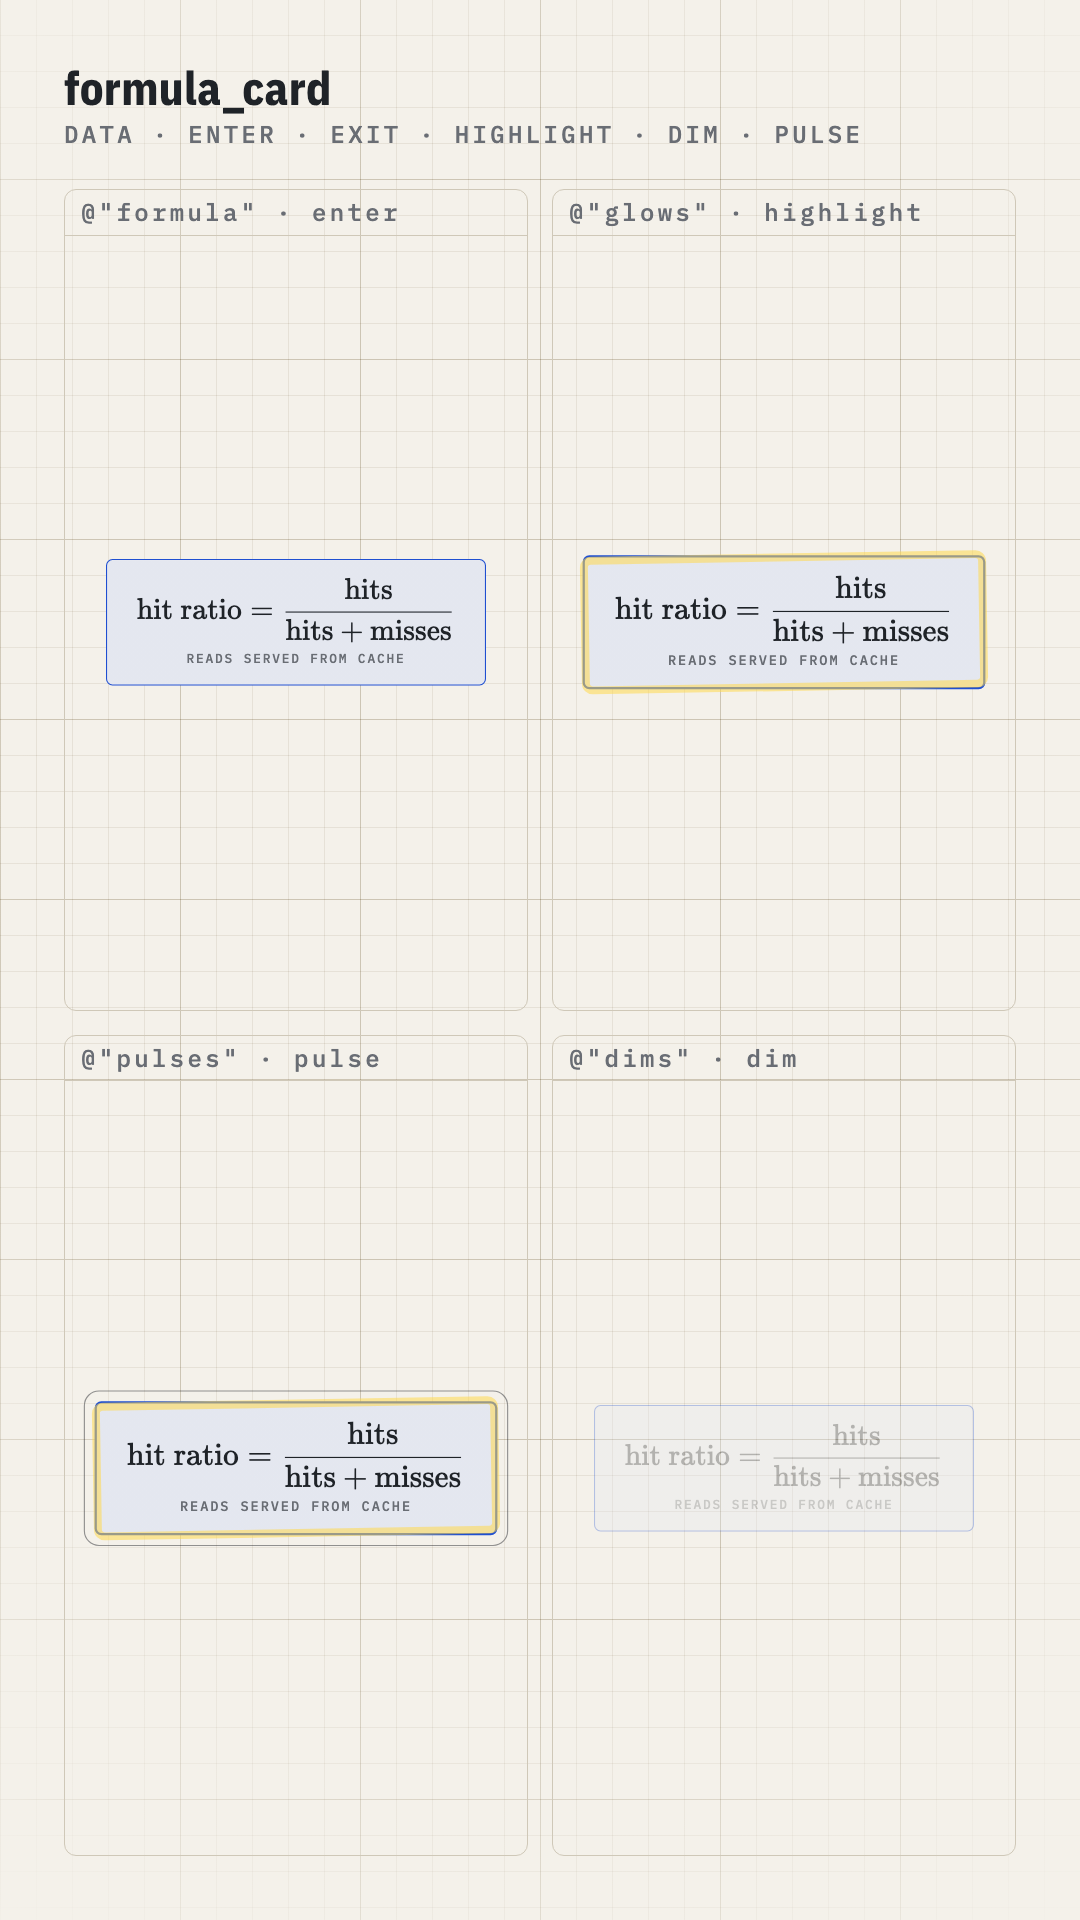 formula_card
DATA · ENTER · EXIT · HIGHLIGHT · DIM · PULSE
@"formula" · enter
hit ratio = hits / hits + misses
READS SERVED FROM CACHE
@"glows" · highlight
hit ratio = hits / hits + misses
READS SERVED FROM CACHE
@"pulses" · pulse
hit ratio = hits / hits + misses
READS SERVED FROM CACHE
@"dims" · dim
hit ratio = hits / hits + misses
READS SERVED FROM CACHE